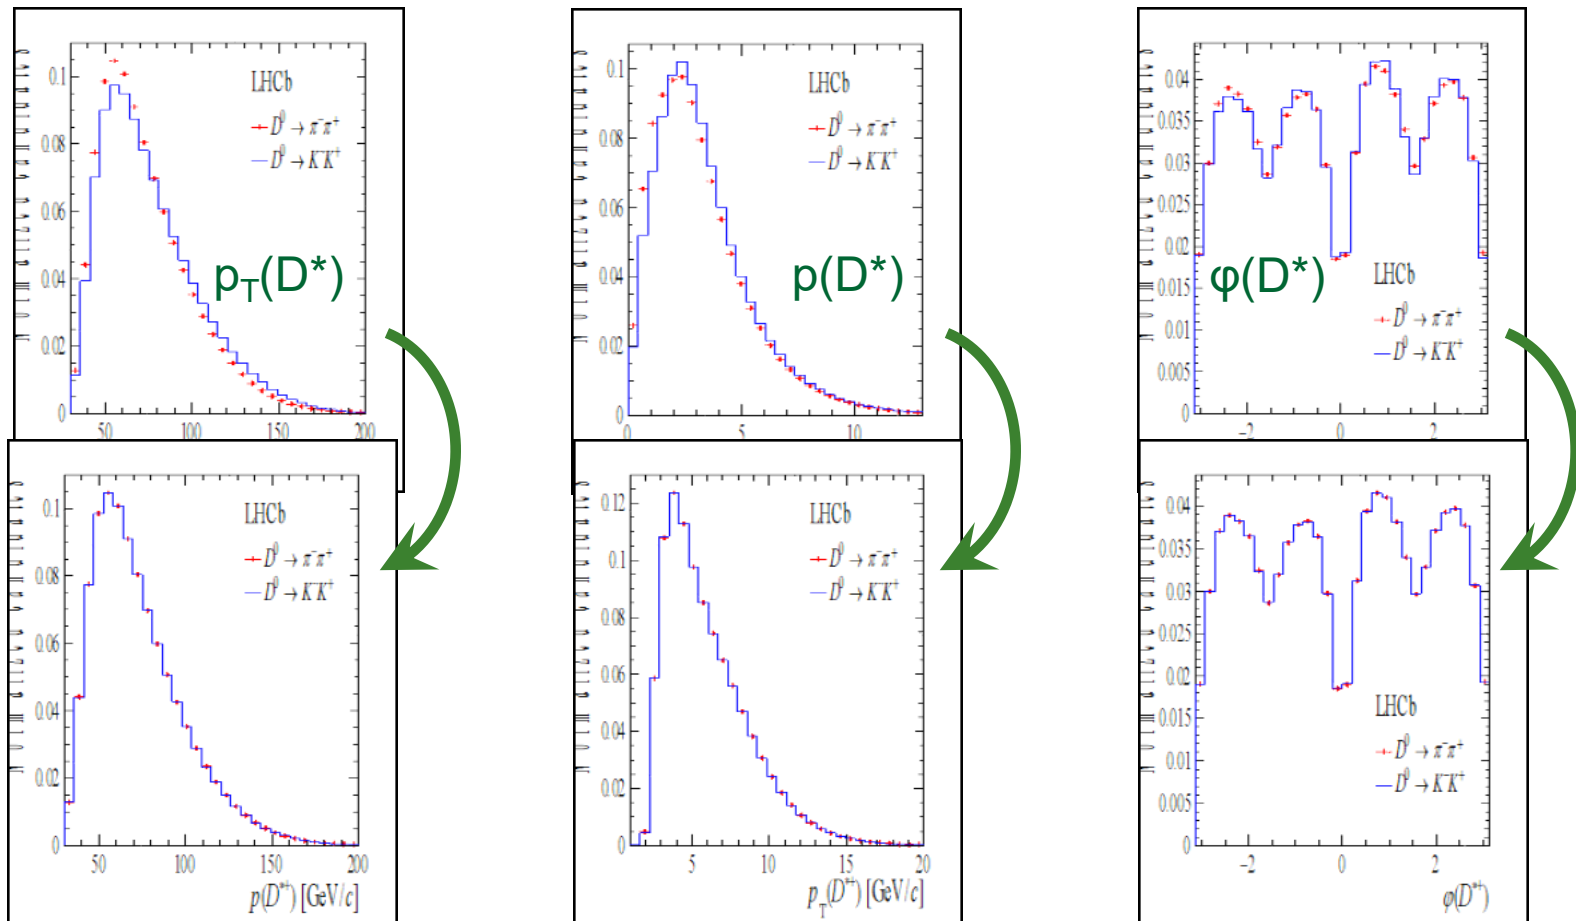 0.1
0.08
0.06
0.04
0.02
0
50
100
150
200
LHCb
D⁰ → π⁻π⁺
D⁰ → K⁻K⁺
p_T(D*)
0.1
0.08
0.06
0.04
0.02
0
0
5
10
LHCb
D⁰ → π⁻π⁺
D⁰ → K⁻K⁺
p(D*)
0.04
0.035
0.03
0.025
0.02
0.015
0.01
0.005
0
−2
0
2
φ(D*)
LHCb
D⁰ → π⁻π⁺
D⁰ → K⁻K⁺
0.1
0.08
0.06
0.04
0.02
0
50
100
150
200
LHCb
D⁰ → π⁻π⁺
D⁰ → K⁻K⁺
p(D*⁺) [GeV/c]
0.12
0.1
0.08
0.06
0.04
0.02
0
5
10
15
20
LHCb
D⁰ → π⁻π⁺
D⁰ → K⁻K⁺
p_T(D*⁺) [GeV/c]
0.04
0.035
0.03
0.025
0.02
0.015
0.01
0.005
0
−2
0
2
LHCb
D⁰ → π⁻π⁺
D⁰ → K⁻K⁺
φ(D*⁺)